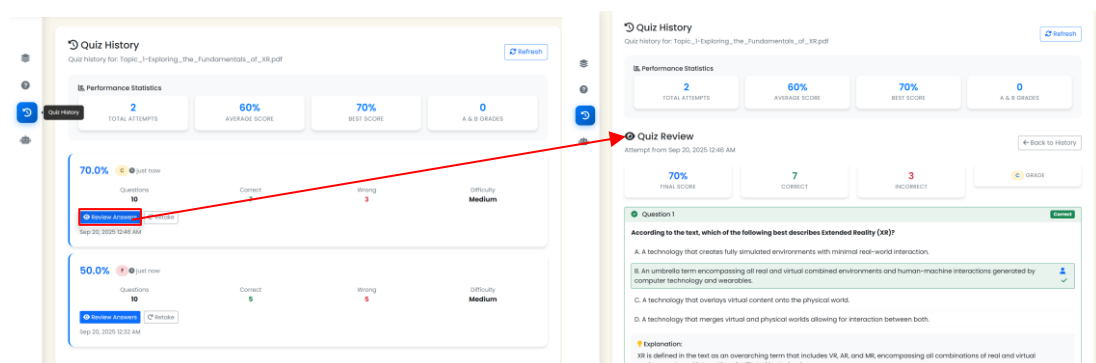 Quiz History
Quiz history for: Topic_1-Exploring_the_Fundamentals_of_XR.pdf
Refresh
Performance Statistics
2
TOTAL ATTEMPTS
60%
AVERAGE SCORE
70%
BEST SCORE
0
A & B GRADES
Quiz History
70.0% C just now
Questions
10
Correct
7
Wrong
3
Difficulty
Medium
Review Answers
Retake
Sep 20, 2025 12:46 AM
50.0% F just now
Questions
10
Correct
5
Wrong
5
Difficulty
Medium
Review Answers
Retake
Sep 20, 2025 12:32 AM
Quiz History
Quiz history for: Topic_1-Exploring_the_Fundamentals_of_XR.pdf
Refresh
Performance Statistics
2
TOTAL ATTEMPTS
60%
AVERAGE SCORE
70%
BEST SCORE
0
A & B GRADES
Quiz Review
Attempt from Sep 20, 2025 12:46 AM
Back to History
70%
FINAL SCORE
7
CORRECT
3
INCORRECT
C GRADE
Question 1
Correct
According to the text, which of the following best describes Extended Reality (XR)?
A. A technology that creates fully simulated environments with minimal real-world interaction.
B. An umbrella term encompassing all real and virtual combined environments and human-machine interactions generated by
computer technology and wearables.
C. A technology that overlays virtual content onto the physical world.
D. A technology that merges virtual and physical worlds allowing for interaction between both.
Explanation:
XR is defined in the text as an overarching term that includes VR, AR, and MR, encompassing all combinations of real and virtual